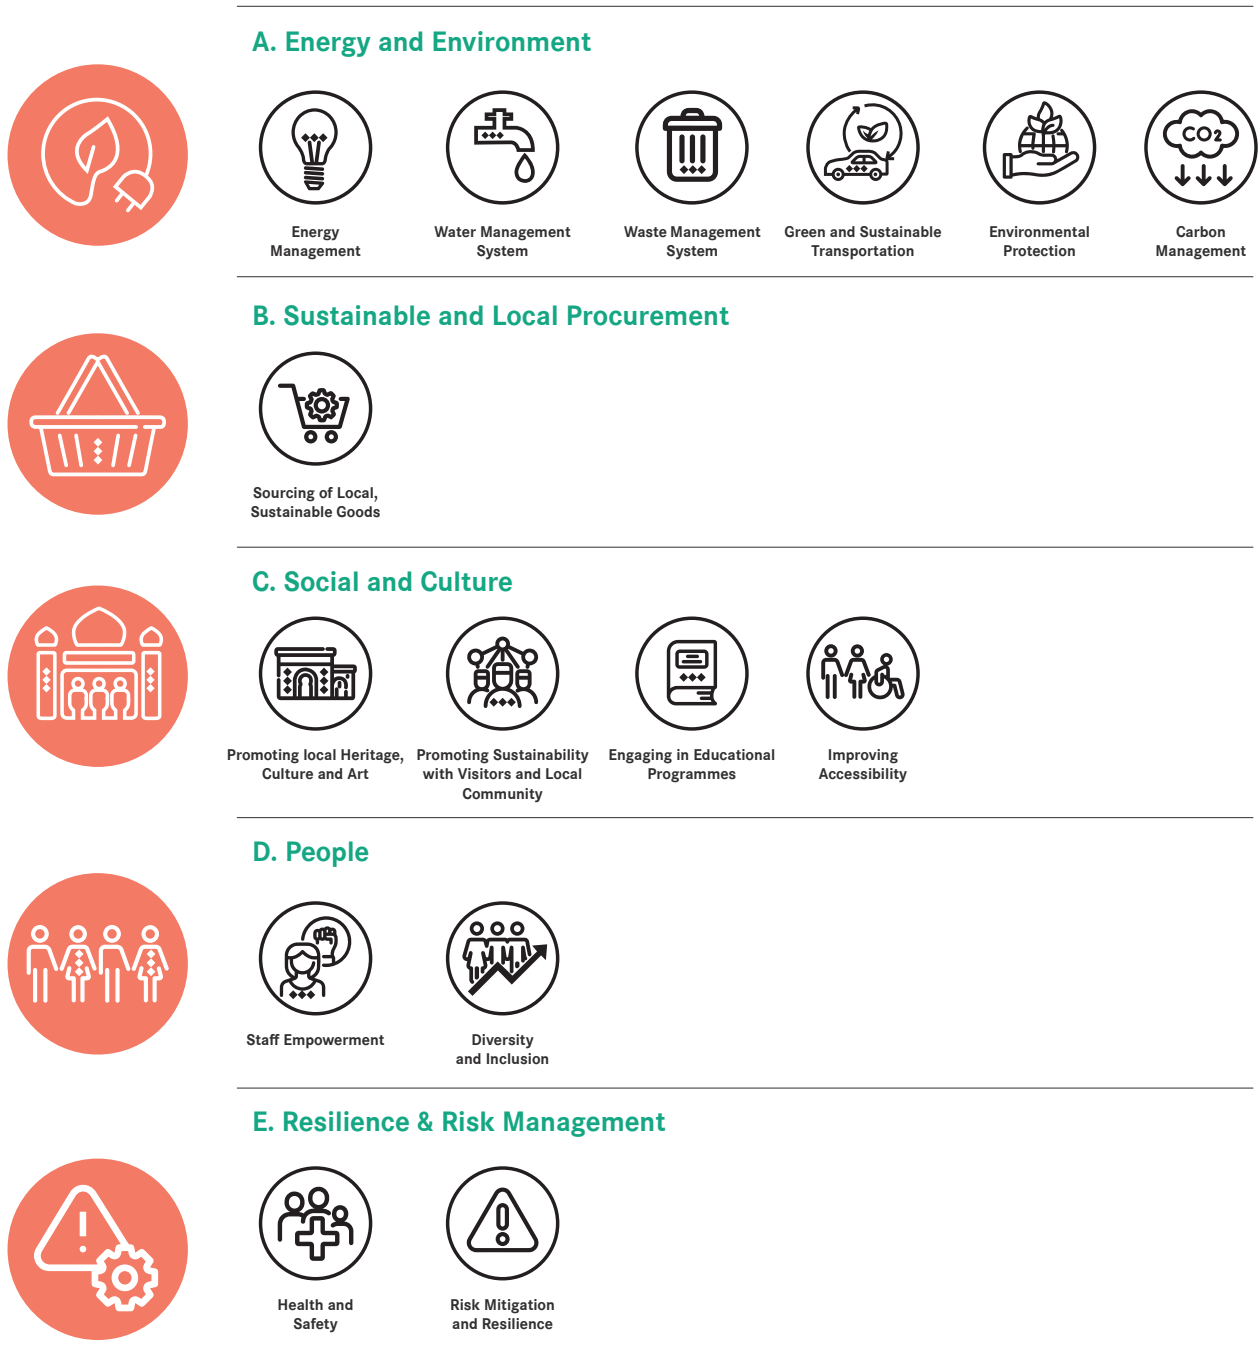 A. Energy and Environment
CO2
Energy
Management
Water Management
System
Waste Management
System
Green and Sustainable
Transportation
Environmental
Protection
Carbon
Management
B. Sustainable and Local Procurement
Sourcing of Local,
Sustainable Goods
C. Social and Culture
Promoting local Heritage,
Culture and Art
Promoting Sustainability
with Visitors and Local
Community
Engaging in Educational
Programmes
Improving
Accessibility
D. People
Staff Empowerment
Diversity
and Inclusion
E. Resilience & Risk Management
Health and
Safety
Risk Mitigation
and Resilience